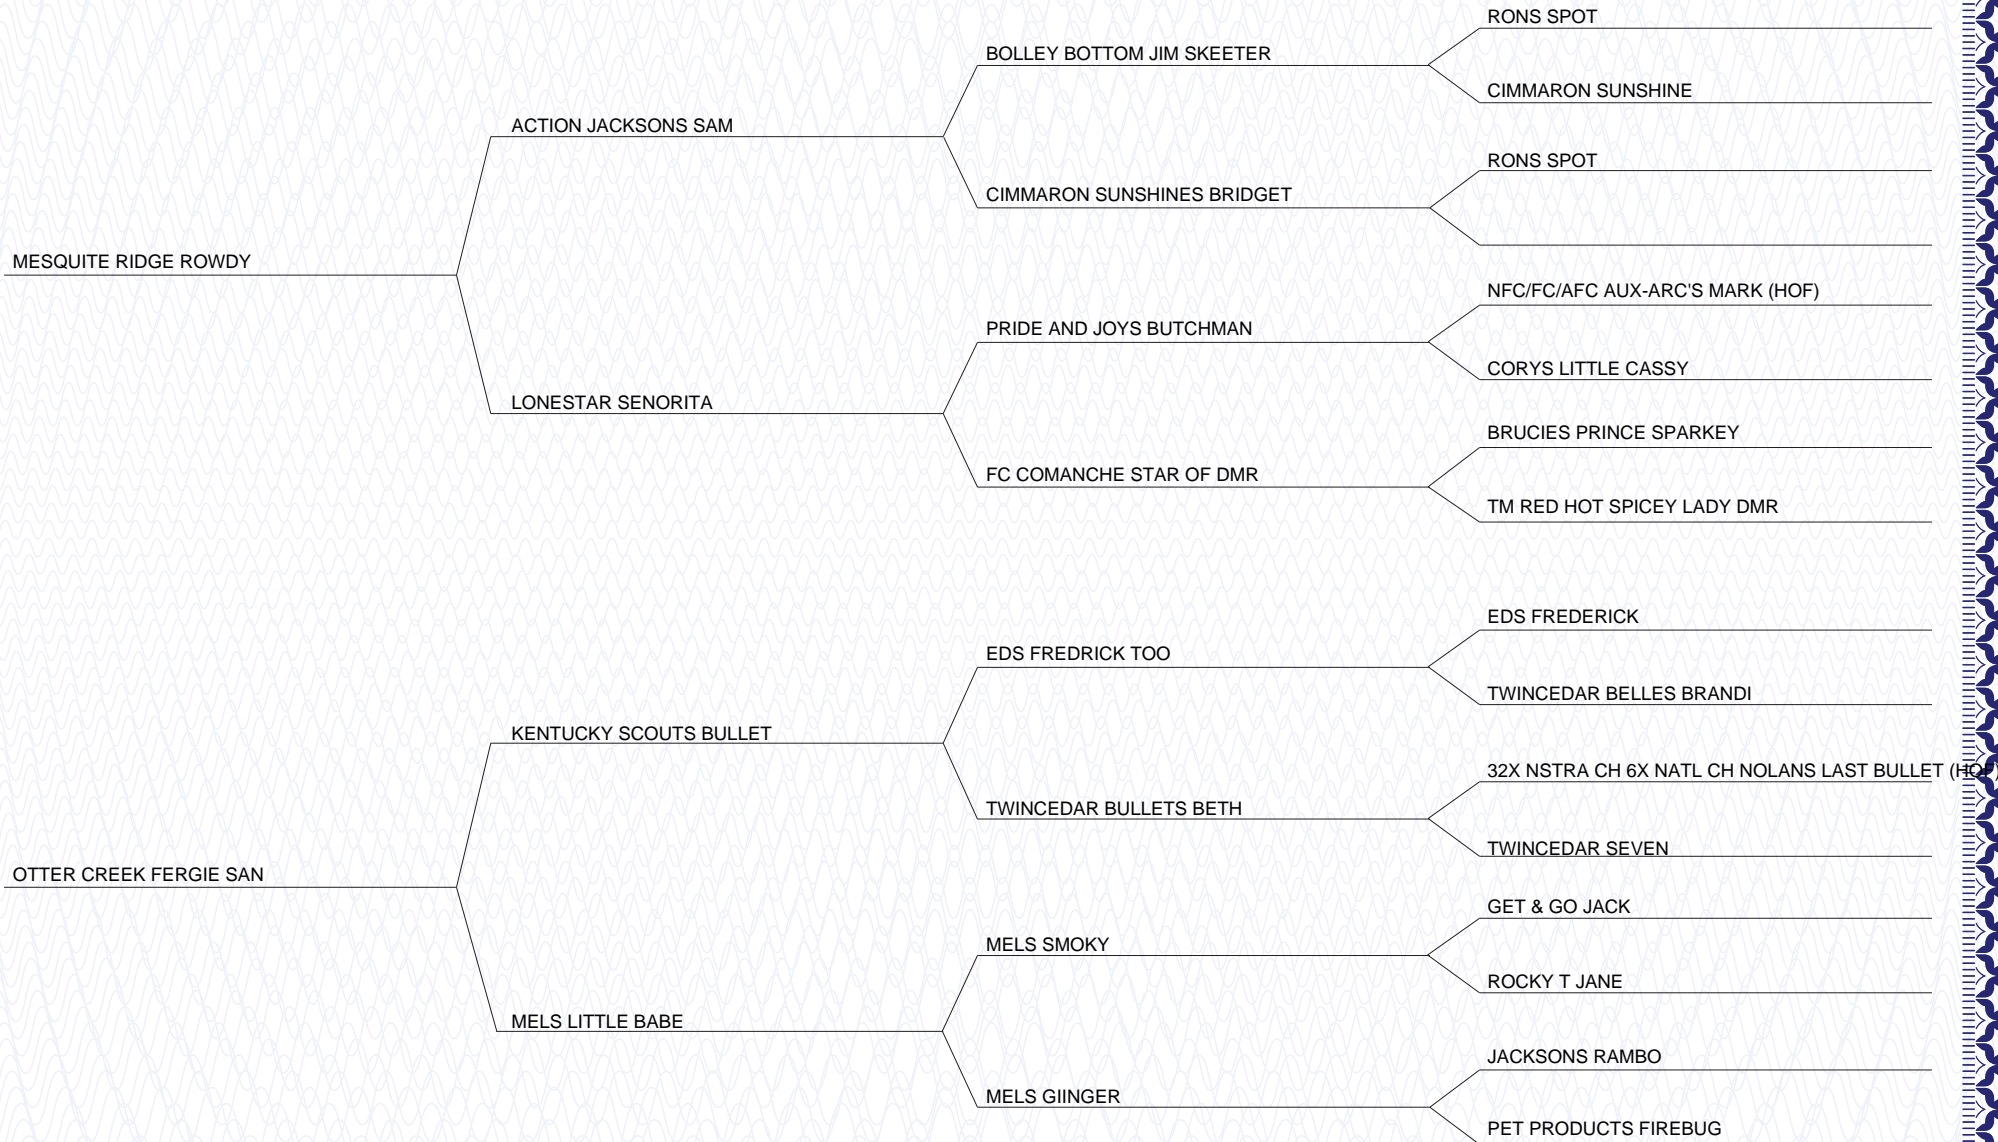 RONS SPOT
BOLLEY BOTTOM JIM SKEETER
CIMMARON SUNSHINE
ACTION JACKSONS SAM
RONS SPOT
CIMMARON SUNSHINES BRIDGET
MESQUITE RIDGE ROWDY
NFC/FC/AFC AUX-ARC'S MARK (HOF)
PRIDE AND JOYS BUTCHMAN
CORYS LITTLE CASSY
LONESTAR SENORITA
BRUCIES PRINCE SPARKEY
FC COMANCHE STAR OF DMR
TM RED HOT SPICEY LADY DMR
EDS FREDERICK
EDS FREDRICK TOO
TWINCEDAR BELLES BRANDI
KENTUCKY SCOUTS BULLET
32X NSTRA CH 6X NATL CH NOLANS LAST BULLET (HOF)
TWINCEDAR BULLETS BETH
TWINCEDAR SEVEN
OTTER CREEK FERGIE SAN
GET & GO JACK
MELS SMOKY
ROCKY T JANE
MELS LITTLE BABE
JACKSONS RAMBO
MELS GIINGER
PET PRODUCTS FIREBUG